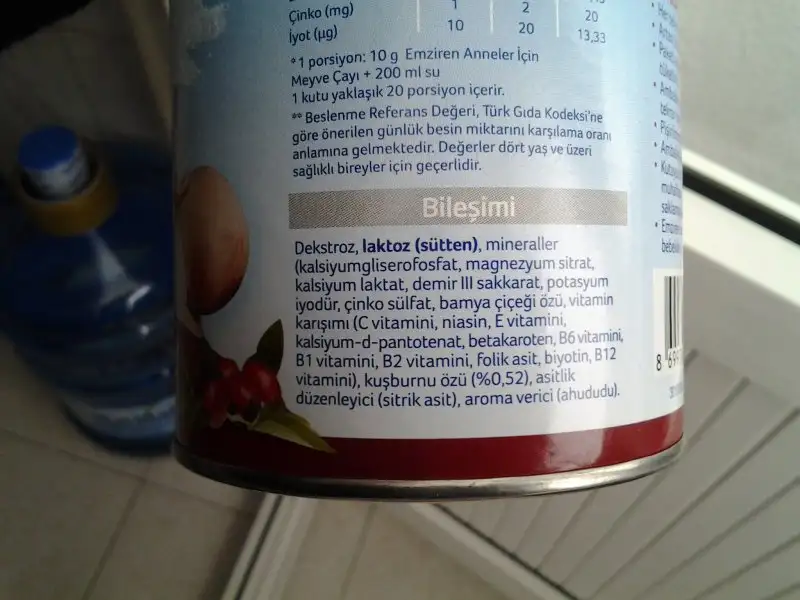 Çinko (mg) 1 2 20
İyot (µg) 10 20 13,33
*1 porsiyon: 10 g Emziren Anneler İçin
Meyve Çayı + 200 ml su
1 kutu yaklaşık 20 porsiyon içerir.
** Beslenme Referans Değeri, Türk Gıda Kodeksi'ne
göre önerilen günlük besin miktarını karşılama oranı
anlamına gelmektedir. Değerler dört yaş ve üzeri
sağlıklı bireyler için geçerlidir.
Bileşimi
Dekstroz, laktoz (sütten), mineraller
(kalsiyumgliserofosfat, magnezyum sitrat,
kalsiyum laktat, demir III sakkarat, potasyum
iyodür, çinko sülfat, bamya çiçeği özü, vitamin
karışımı (C vitamini, niasin, E vitamini,
kalsiyum-d-pantotenat, betakaroten, B6 vitamini,
B1 vitamini, B2 vitamini, folik asit, biyotin, B12
vitamini), kuşburnu özü (%0,52), asitlik
düzenleyici (sitrik asit), aroma verici (ahududu).